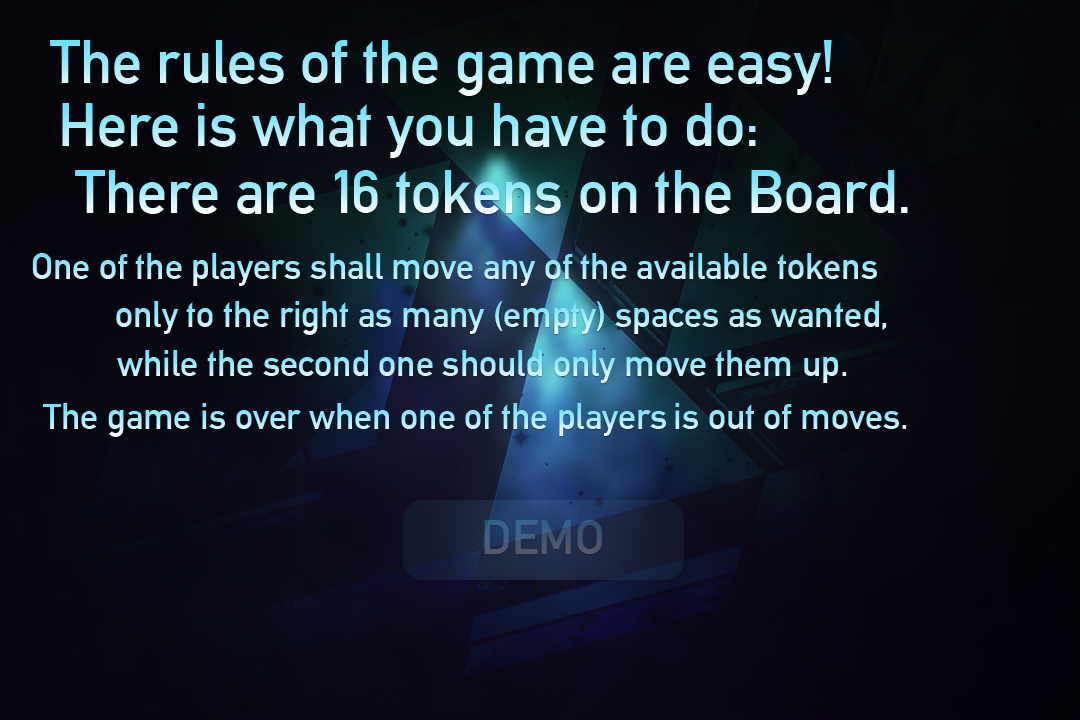 The rules of the game are easy!
Here is what you have to do:
There are 16 tokens on the Board.
One of the players shall move any of the available tokens
only to the right as many (empty) spaces as wanted,
while the second one should only move them up.
The game is over when one of the players is out of moves.
DEMO